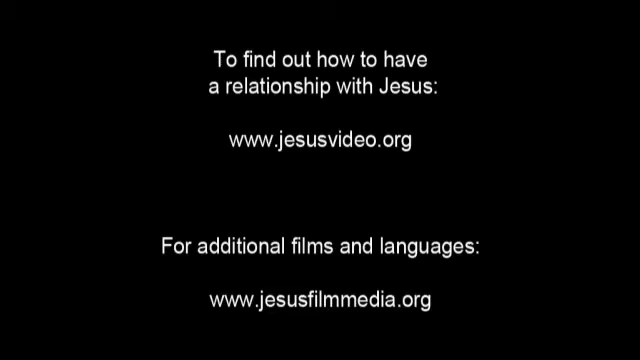 To find out how to have
a relationship with Jesus:
www.jesusvideo.org
For additional films and languages:
www.jesusfilmmedia.org